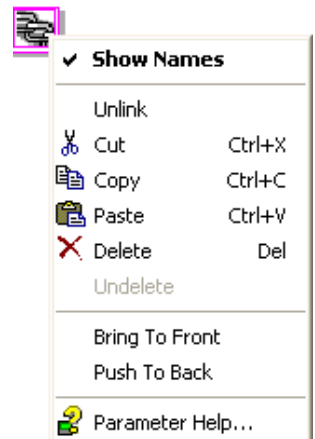 Show Names
Unlink
Cut Ctrl+X
Copy Ctrl+C
Paste Ctrl+V
Delete Del
Undelete
Bring To Front
Push To Back
Parameter Help...